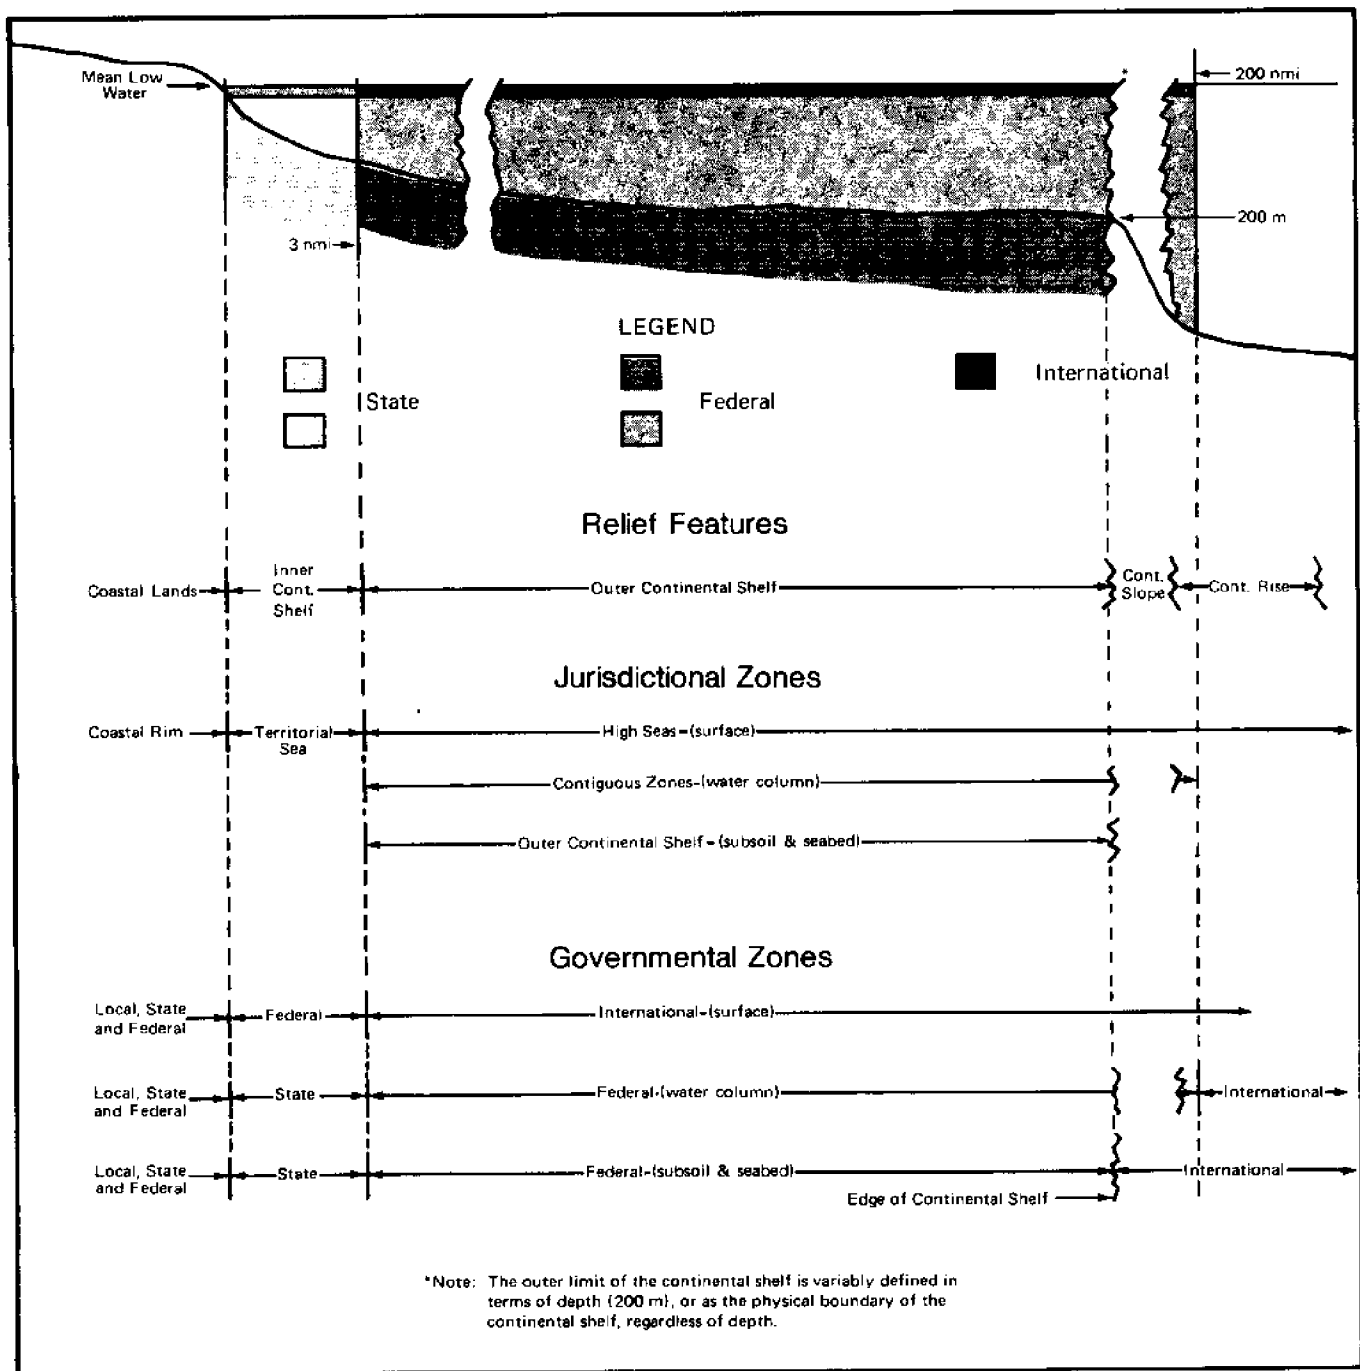 Mean Low
Water
*
200 nmi
200 m
3 nmi
LEGEND
State
Federal
International
Relief Features
Coastal Lands
Inner
Cont.
Shelf
Outer Continental Shelf
Cont.
Slope
Cont. Rise
Jurisdictional Zones
Coastal Rim
Territorial
Sea
High Seas-(surface)
Contiguous Zones-(water column)
Outer Continental Shelf-(subsoil & seabed)
Governmental Zones
Local, State
and Federal
Federal
International-(surface)
Local, State
and Federal
State
Federal-(water column)
International
Local, State
and Federal
State
Federal-(subsoil & seabed)
International
Edge of Continental Shelf
*Note: The outer limit of the continental shelf is variably defined in
terms of depth (200 m), or as the physical boundary of the
continental shelf, regardless of depth.